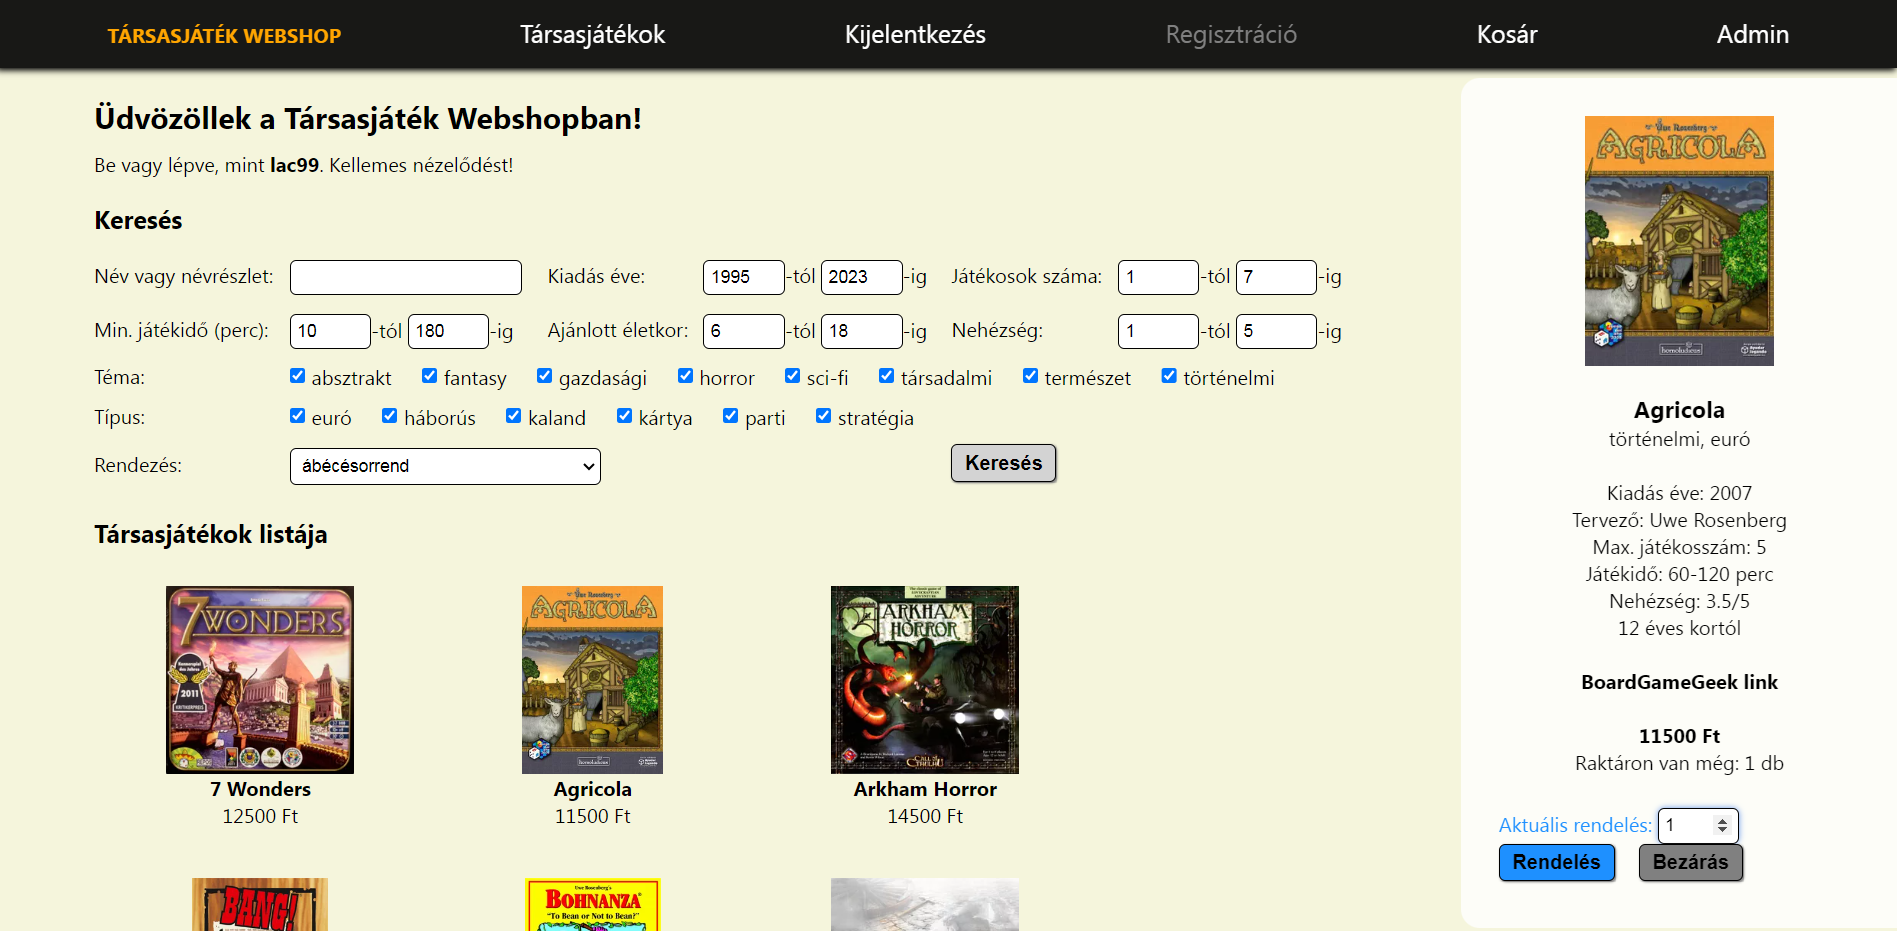 TÁRSASJÁTÉK WEBSHOP Társasjátékok Kijelentkezés Regisztráció Kosár Admin
Üdvözöllek a Társasjáték Webshopban!
Be vagy lépve, mint lac99. Kellemes nézelődést!
Keresés
Név vagy névrészlet: Kiadás éve: 1995 -tól 2023 -ig Játékosok száma: 1 -tól 7 -ig
Min. játékidő (perc): 10 -tól 180 -ig Ajánlott életkor: 6 -tól 18 -ig Nehézség: 1 -tól 5 -ig
Téma: absztrakt fantasy gazdasági horror sci-fi társadalmi természet történelmi
Típus: euró háborús kaland kártya parti stratégia
Rendezés: ábécésorrend Keresés
Társasjátékok listája
7 WONDERS
2011
Uwe Rosenberg
AGRICOLA
homoludicus
ARKHAM
HORROR
CALL OF
CTHULHU
7 Wonders
12500 Ft
Agricola
11500 Ft
Arkham Horror
14500 Ft
BANG!
Uwe Rosenberg's
BOHNANZA
"To Bean or Not to Bean?"
Uwe Rosenberg
AGRICOLA
homoludicus
Agricola
történelmi, euró
Kiadás éve: 2007
Tervező: Uwe Rosenberg
Max. játékosszám: 5
Játékidő: 60-120 perc
Nehézség: 3.5/5
12 éves kortól
BoardGameGeek link
11500 Ft
Raktáron van még: 1 db
Aktuális rendelés: 1
Rendelés Bezárás